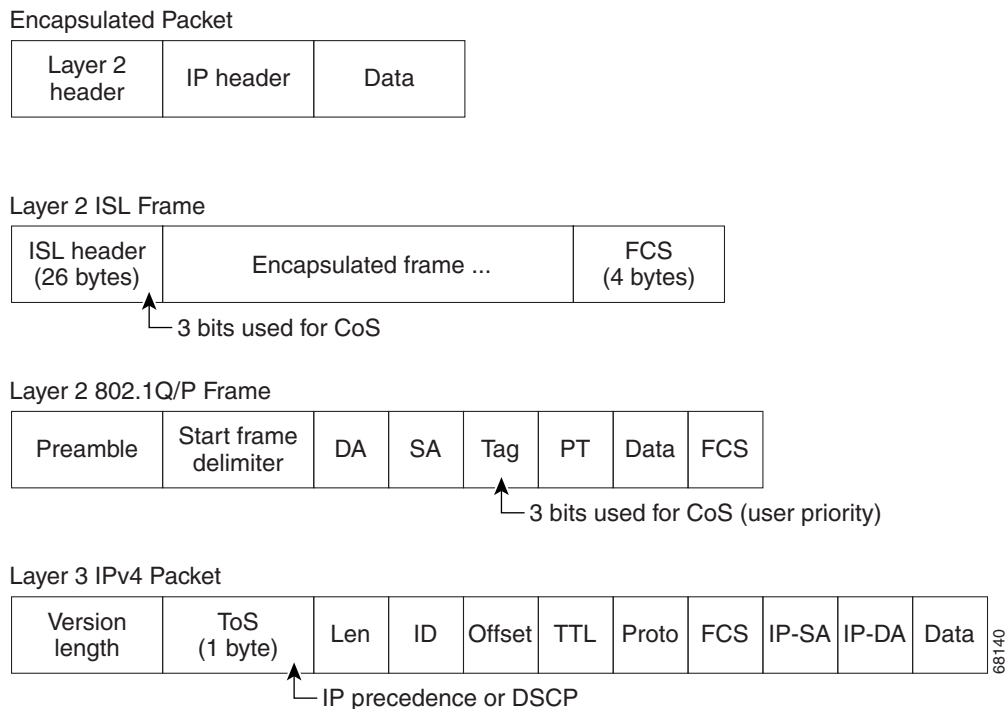 Encapsulated Packet
Layer 2
header
IP header
Data
Layer 2 ISL Frame
ISL header
(26 bytes)
Encapsulated frame ...
FCS
(4 bytes)
3 bits used for CoS
Layer 2 802.1Q/P Frame
Preamble
Start frame
delimiter
DA
SA
Tag
PT
Data
FCS
3 bits used for CoS (user priority)
Layer 3 IPv4 Packet
Version
length
ToS
(1 byte)
Len
ID
Offset
TTL
Proto
FCS
IP-SA
IP-DA
Data
68140
IP precedence or DSCP